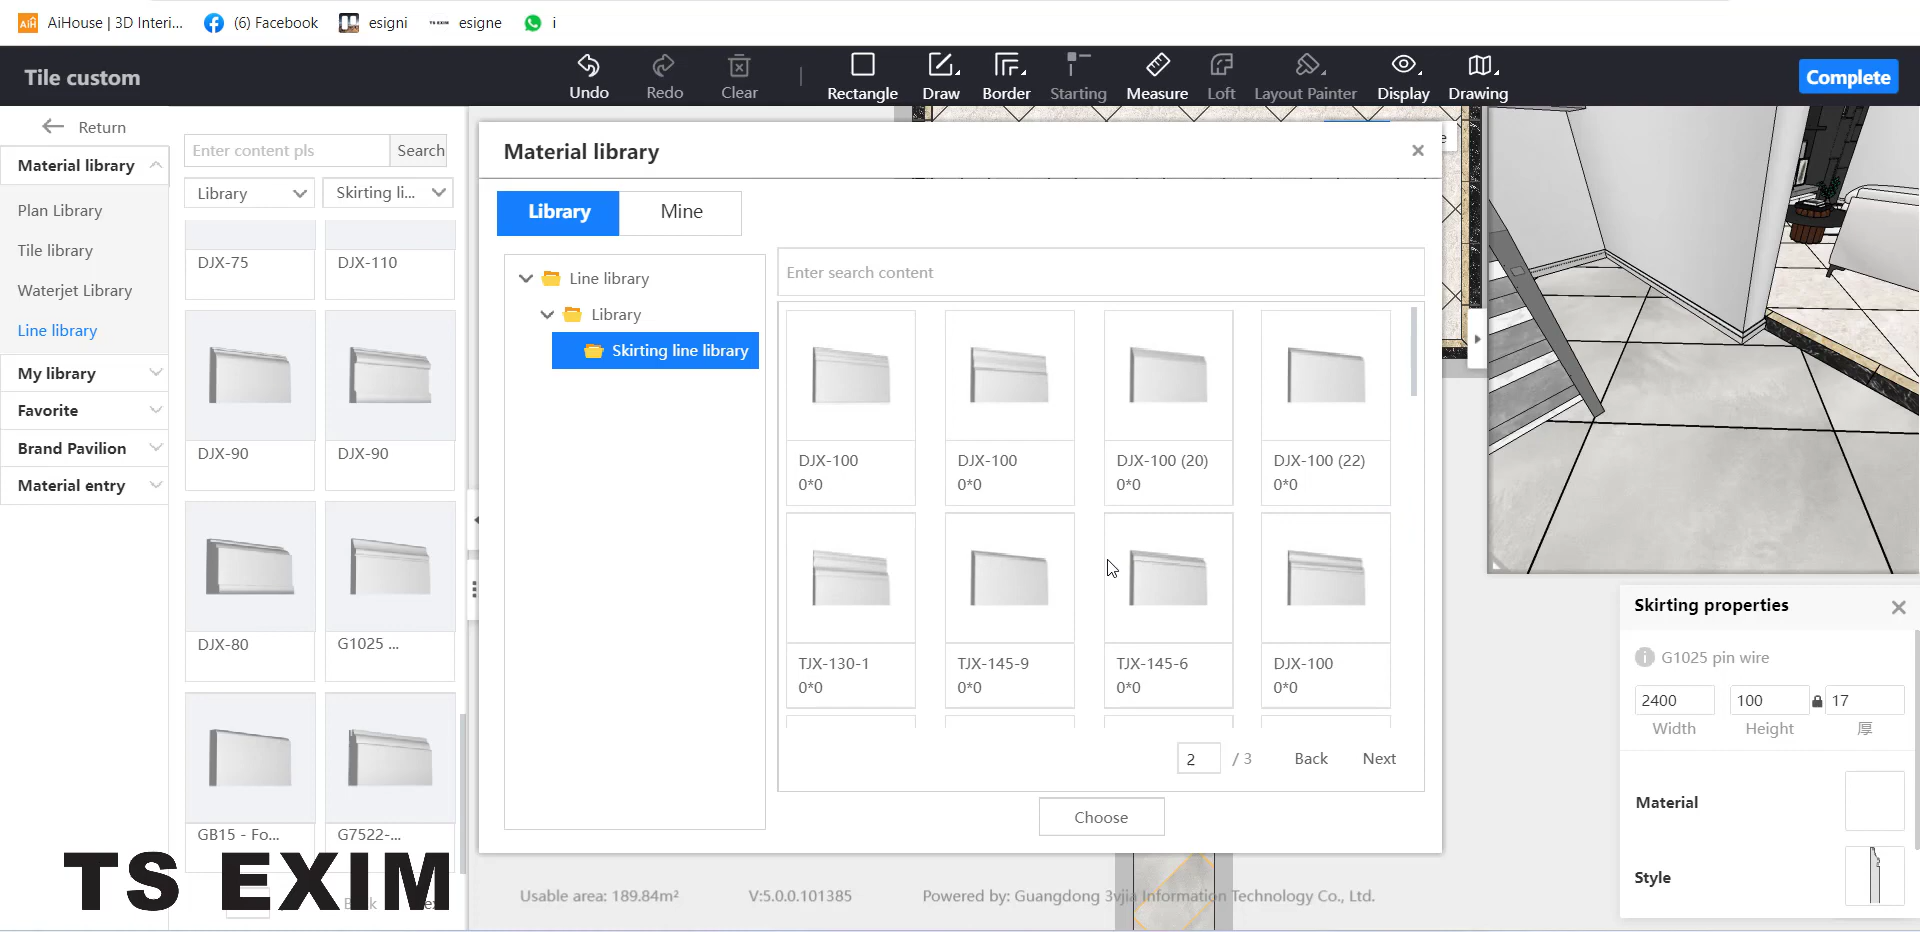 AiHouse | 3D Interi...
(6) Facebook
esigni
TS EXIM
esigne
i
Tile custom
Undo
Redo
Clear
Rectangle
Draw
Border
Starting
Measure
Loft
Layout Painter
Display
Drawing
Complete
Return
Material library
Plan Library
Tile library
Waterjet Library
Line library
My library
Favorite
Brand Pavilion
Material entry
Enter content pls
Search
Library
Skirting li...
DJX-75
DJX-110
DJX-90
DJX-90
DJX-80
G1025 ...
GB15 - Fo...
G7522-...
TS EXIM
Material library
Library
Mine
Line library
Library
Skirting line library
Enter search content
DJX-100
0*0
DJX-100
0*0
DJX-100 (20)
0*0
DJX-100 (22)
0*0
TJX-130-1
0*0
TJX-145-9
0*0
TJX-145-6
0*0
DJX-100
0*0
2 / 3
Back
Next
Choose
Usable area: 189.84m²
V:5.0.0.101385
Powered by: Guangdong 3vjia Information Technology Co., Ltd.
Skirting properties
G1025 pin wire
2400
100
17
Width
Height
厚
Material
Style